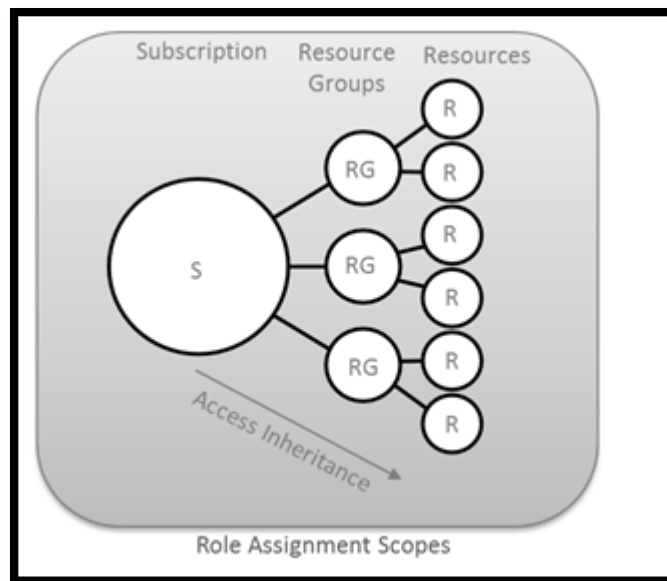 Subscription
Resource
Groups
Resources
S
RG
RG
RG
R
R
R
R
R
R
Access Inheritance
Role Assignment Scopes